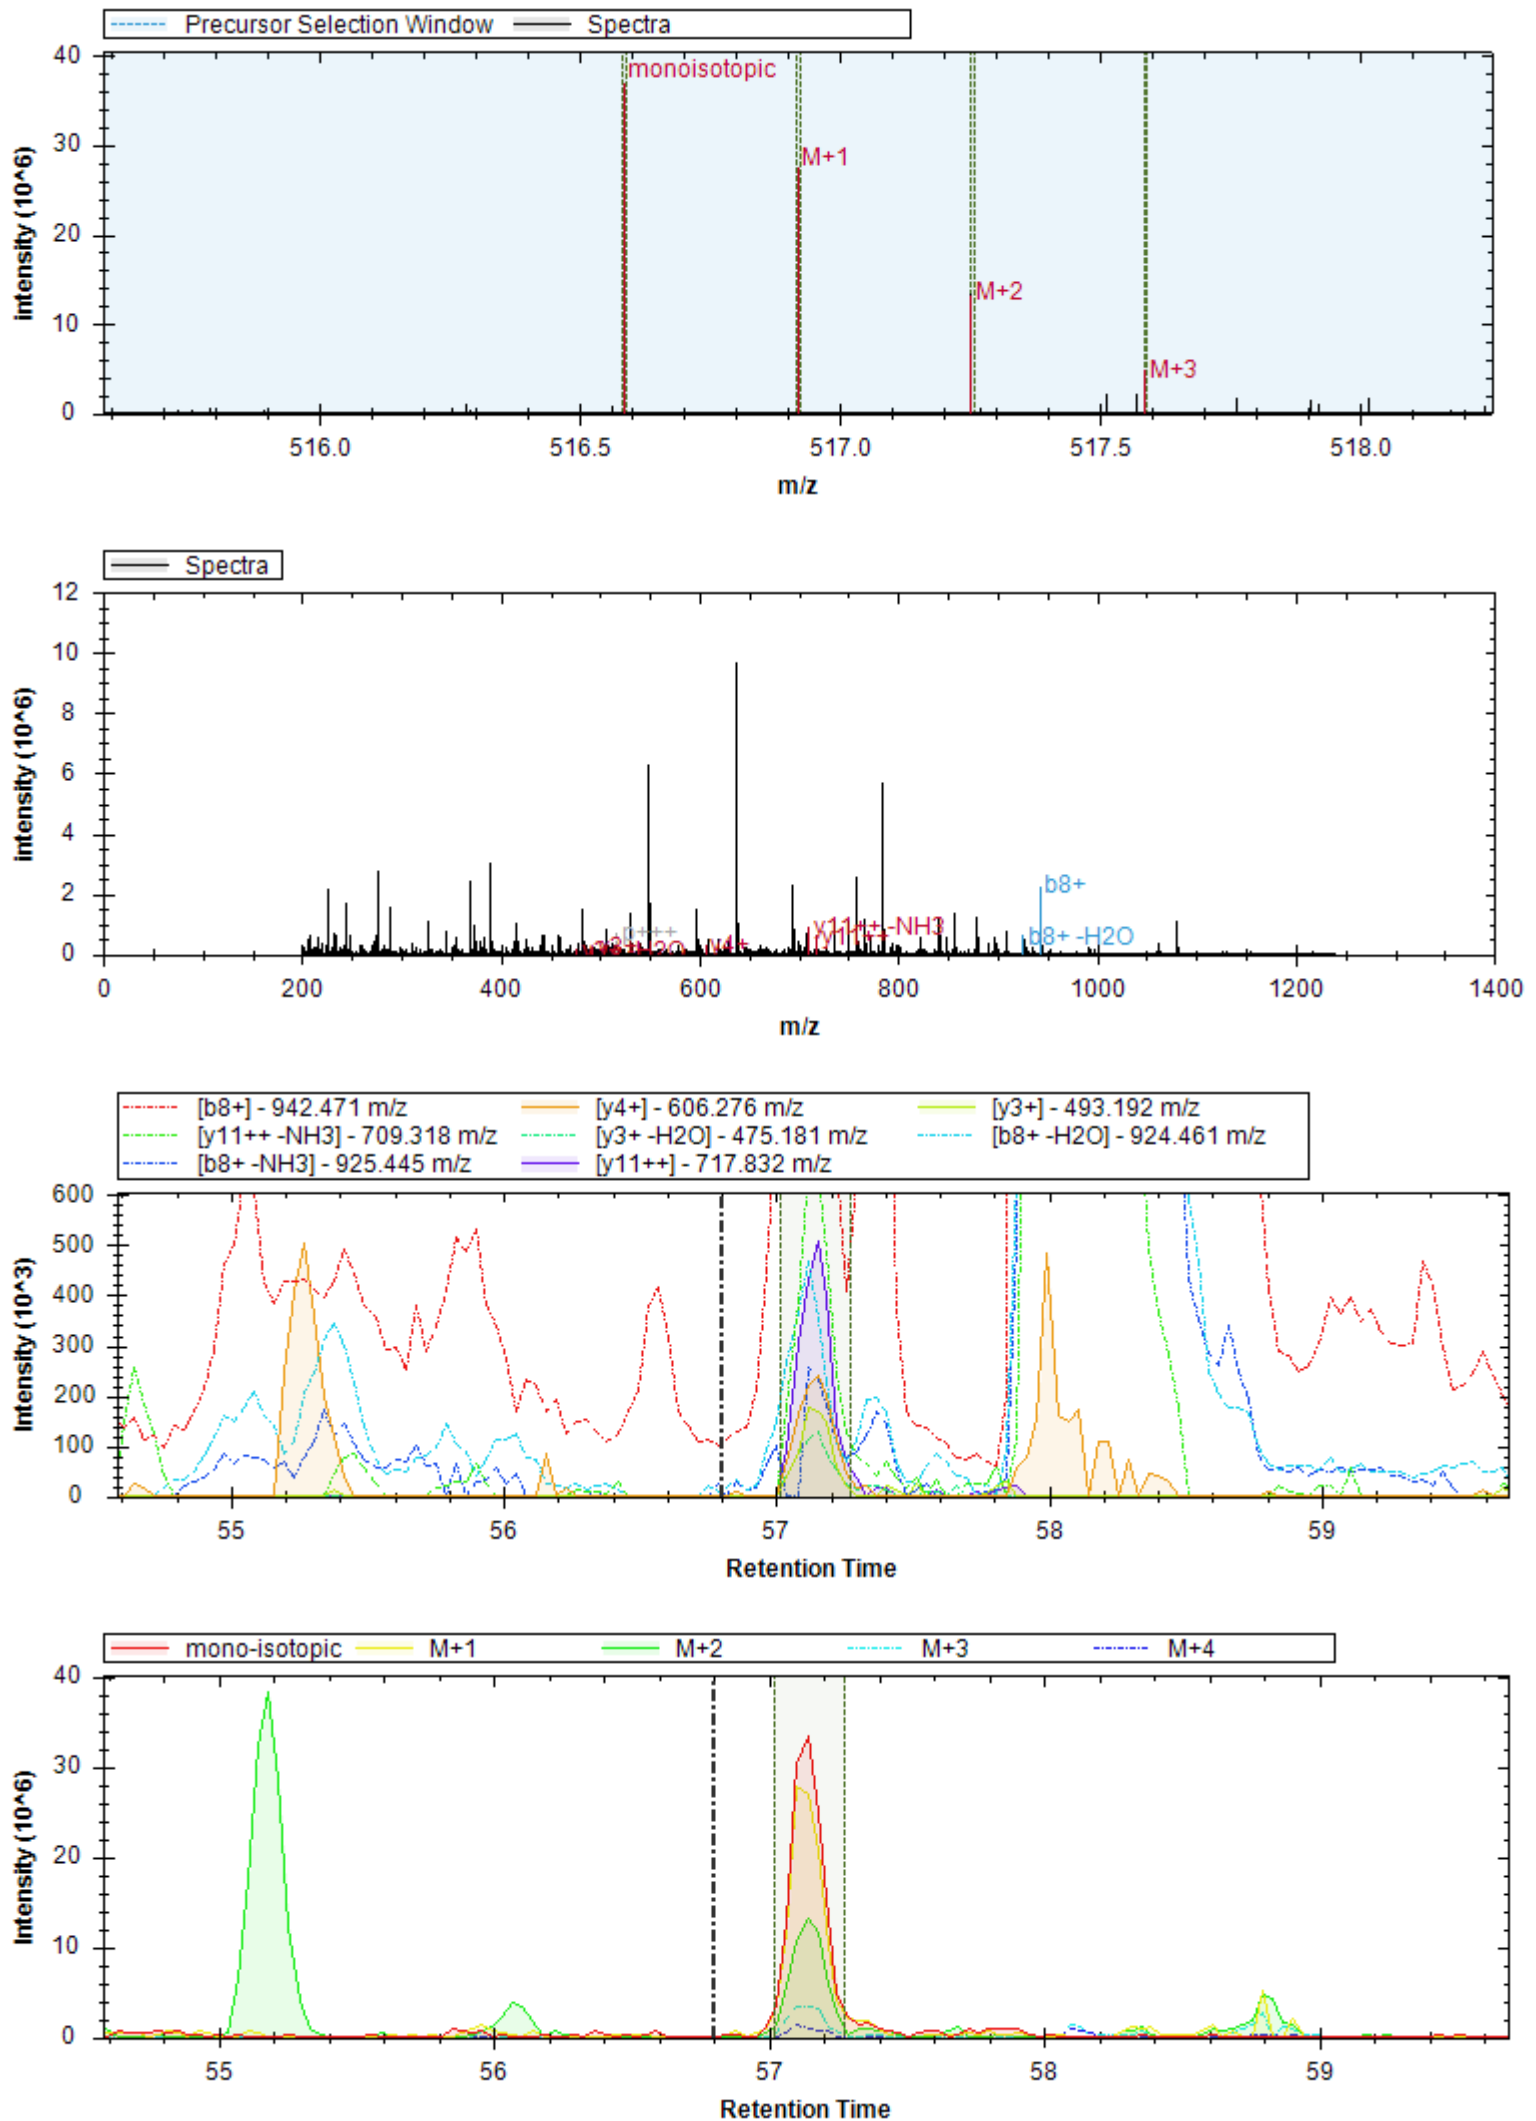 Precursor Selection Window Spectra
40
30
20
10
0
intensity (10^6)
monoisotopic
M+1
M+2
M+3
516.0 516.5 517.0 517.5 518.0
m/z
Spectra
12
10
8
6
4
2
0
intensity (10^6)
b8+
y11++ -NH3
y11++
b8+ -H2O
p+++
y4+
0 200 400 600 800 1000 1200 1400
m/z
[b8+] - 942.471 m/z [y4+] - 606.276 m/z [y3+] - 493.192 m/z
[y11++ -NH3] - 709.318 m/z [y3+ -H2O] - 475.181 m/z [b8+ -H2O] - 924.461 m/z
[b8+ -NH3] - 925.445 m/z [y11++] - 717.832 m/z
600
500
400
300
200
100
0
Intensity (10^3)
55 56 57 58 59
Retention Time
mono-isotopic M+1 M+2 M+3 M+4
40
30
20
10
0
Intensity (10^6)
55 56 57 58 59
Retention Time